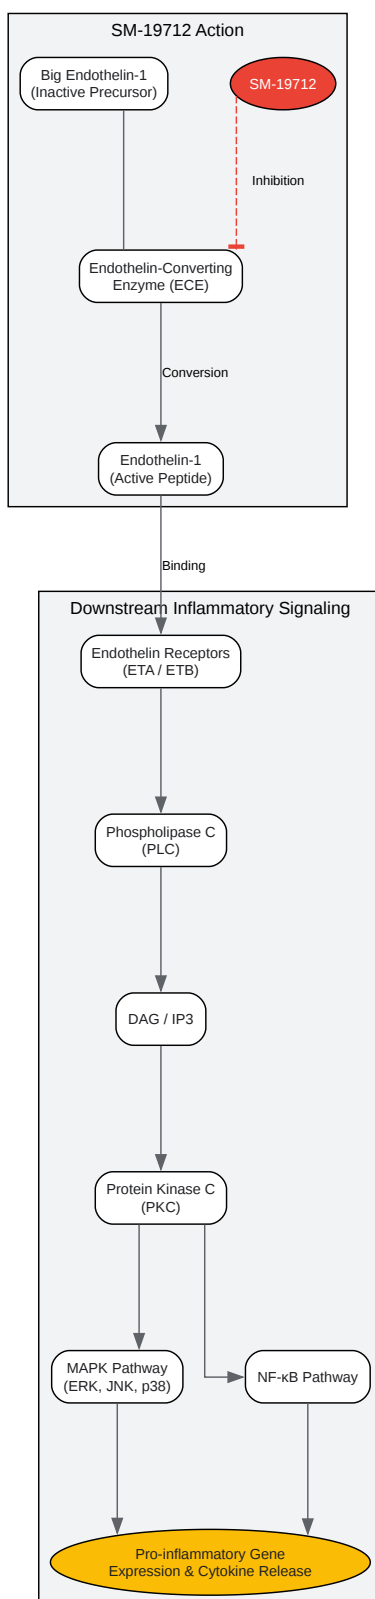 SM-19712 Action
Big Endothelin-1
(Inactive Precursor)
SM-19712
Inhibition
Endothelin-Converting
Enzyme (ECE)
Conversion
Endothelin-1
(Active Peptide)
Binding
Downstream Inflammatory Signaling
Endothelin Receptors
(ETA / ETB)
Phospholipase C
(PLC)
DAG / IP3
Protein Kinase C
(PKC)
MAPK Pathway
(ERK, JNK, p38)
NF-κB Pathway
Pro-inflammatory Gene
Expression & Cytokine Release